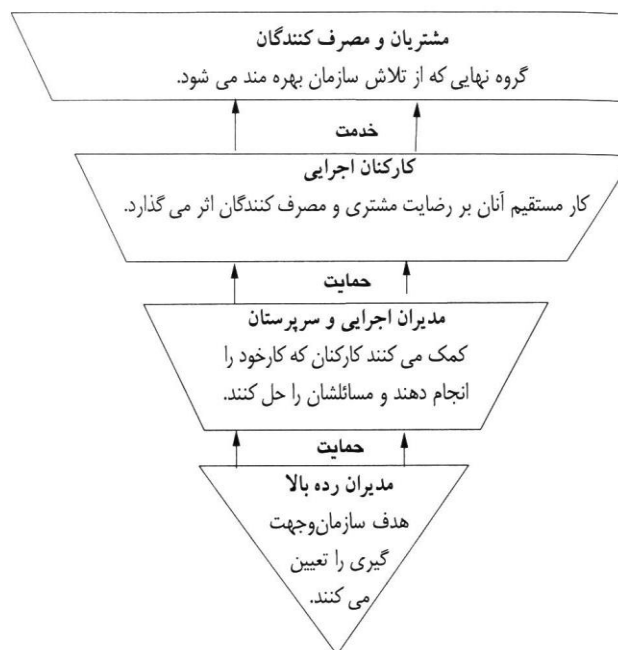 مشتریان و مصرف کنندگان
گروه نهایی که از تلاش سازمان بهره مند می شود.
خدمت
کارکنان اجرایی
کار مستقیم آنان بر رضایت مشتری و مصرف کنندگان اثر می گذارد.
حمایت
مدیران اجرایی و سرپرستان
کمک می کنند کارکنان که کارخود را
انجام دهند و مسائلشان را حل کنند.
حمایت
مدیران رده بالا
هدف سازمان‌وجهت
گیری را تعیین
می کنند.